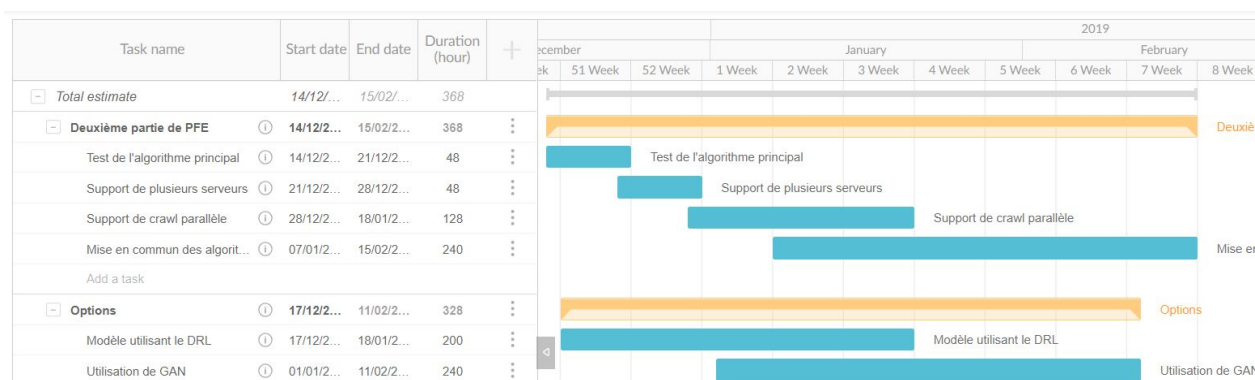 2019
Task name Start date End date Duration (hour) ecember January February
ek 51 Week 52 Week 1 Week 2 Week 3 Week 4 Week 5 Week 6 Week 7 Week 8 Week
Total estimate 14/12/... 15/02/... 368
Deuxième partie de PFE 14/12/2... 15/02/2... 368 Deuxiè
Test de l'algorithme principal 14/12/2... 21/12/2... 48 Test de l'algorithme principal
Support de plusieurs serveurs 21/12/2... 28/12/2... 48 Support de plusieurs serveurs
Support de crawl parallèle 28/12/2... 18/01/2... 128 Support de crawl parallèle
Mise en commun des algorit... 07/01/2... 15/02/2... 240 Mise en
Add a task
Options 17/12/2... 11/02/2... 328 Options
Modèle utilisant le DRL 17/12/2... 18/01/2... 200 Modèle utilisant le DRL
Utilisation de GAN 01/01/2... 11/02/2... 240 Utilisation de GAN